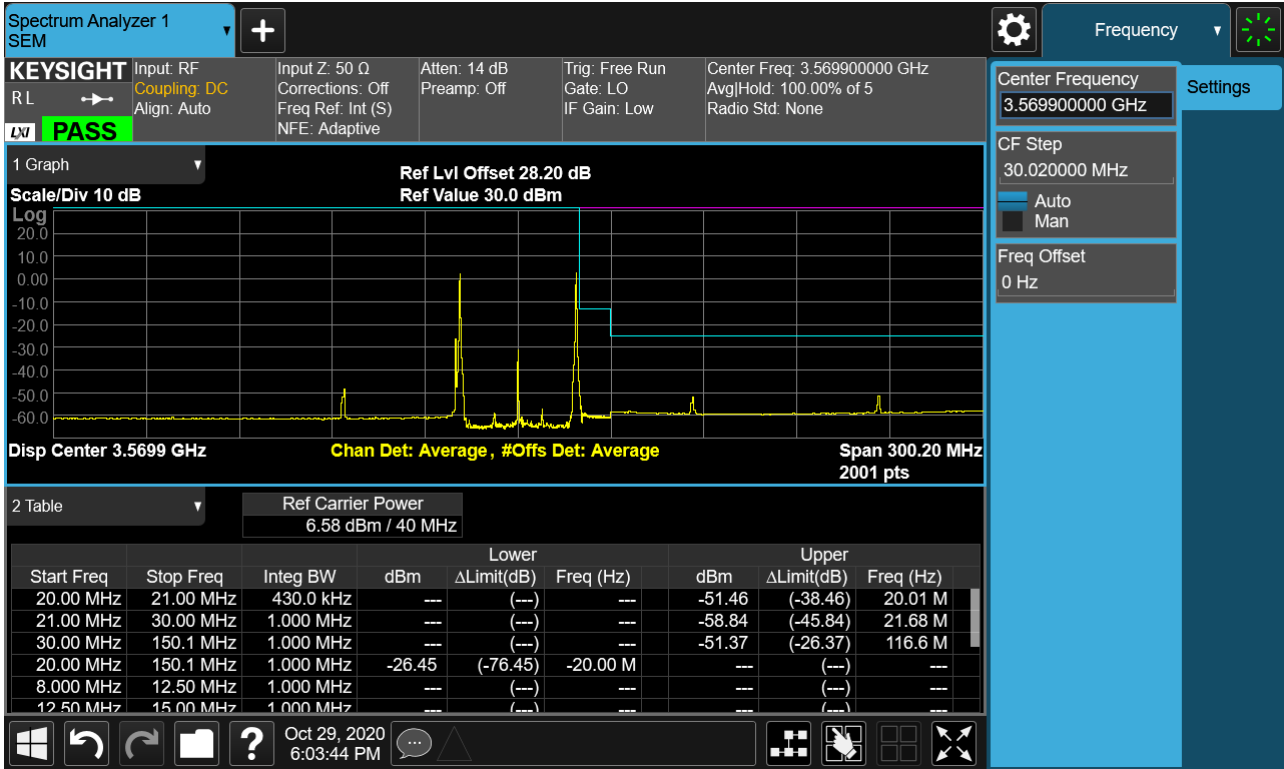 Spectrum Analyzer 1
SEM
Frequency
KEYSIGHT
R L
LXI
PASS
Input: RF
Coupling: DC
Align: Auto
Input Z: 50 Ω
Corrections: Off
Freq Ref: Int (S)
NFE: Adaptive
Atten: 14 dB
Preamp: Off
Trig: Free Run
Gate: LO
IF Gain: Low
Center Freq: 3.569900000 GHz
Avg|Hold: 100.00% of 5
Radio Std: None
Center Frequency
3.569900000 GHz
Settings
CF Step
30.020000 MHz
Auto
Man
Freq Offset
0 Hz
1 Graph
Scale/Div 10 dB
Ref Lvl Offset 28.20 dB
Ref Value 30.0 dBm
Log
20.0
10.0
0.00
-10.0
-20.0
-30.0
-40.0
-50.0
-60.0
Disp Center 3.5699 GHz
Chan Det: Average , #Offs Det: Average
Span 300.20 MHz
2001 pts
2 Table
Ref Carrier Power
6.58 dBm / 40 MHz
Lower Upper
Start Freq Stop Freq Integ BW dBm ΔLimit(dB) Freq (Hz) dBm ΔLimit(dB) Freq (Hz)
20.00 MHz 21.00 MHz 430.0 kHz --- (---) --- -51.46 (-38.46) 20.01 M
21.00 MHz 30.00 MHz 1.000 MHz --- (---) --- -58.84 (-45.84) 21.68 M
30.00 MHz 150.1 MHz 1.000 MHz --- (---) --- -51.37 (-26.37) 116.6 M
20.00 MHz 150.1 MHz 1.000 MHz -26.45 (-76.45) -20.00 M --- (---) ---
8.000 MHz 12.50 MHz 1.000 MHz --- (---) --- --- (---) ---
12.50 MHz 15.00 MHz 1.000 MHz --- (---) --- --- (---) ---
?
Oct 29, 2020
6:03:44 PM